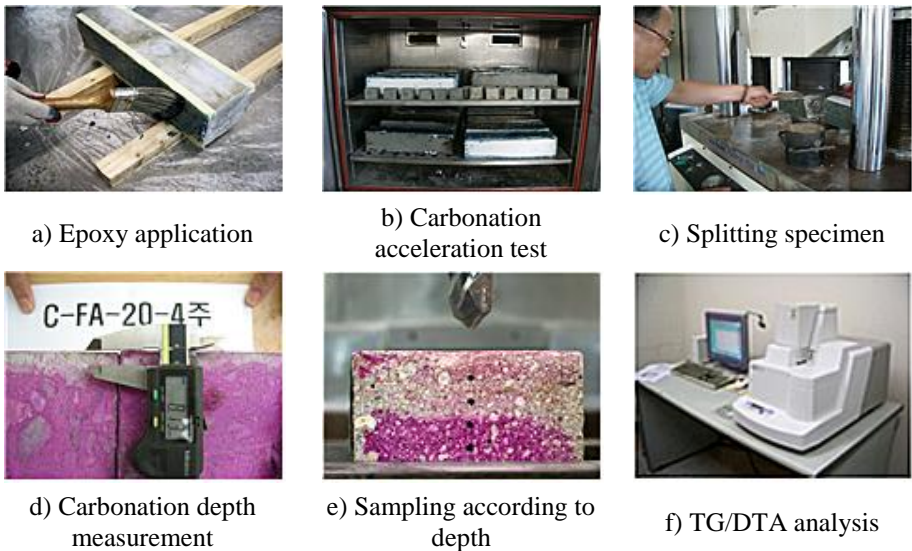 a) Epoxy application
b) Carbonation
acceleration test
c) Splitting specimen
C-FA-20-4주
d) Carbonation depth
measurement
e) Sampling according to
depth
f) TG/DTA analysis